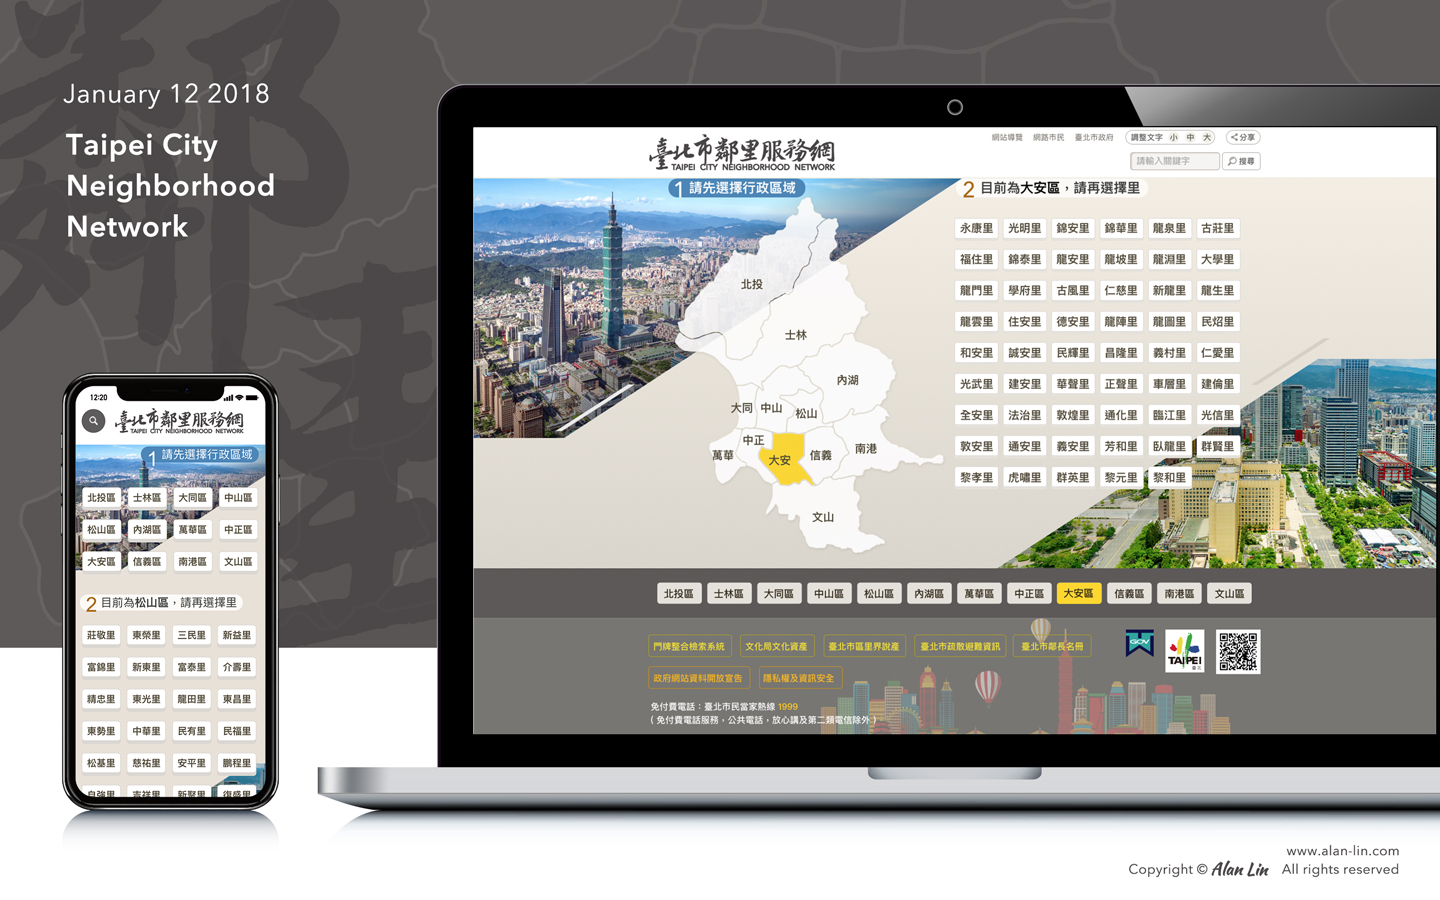 January 12 2018
Taipei City
Neighborhood
Network
12:20
臺北市鄰里服務網
TAIPEI CITY NEIGHBORHOOD NETWORK
1 請先選擇行政區域
北投區 士林區 大同區 中山區
松山區 內湖區 萬華區 中正區
大安區 信義區 南港區 文山區
2 目前為松山區，請再選擇里
莊敬里 東榮里 三民里 新益里
富錦里 新東里 富泰里 介壽里
精忠里 東光里 龍田里 東昌里
東勢里 中華里 民有里 民福里
松基里 慈祐里 安平里 鵬程里
自強里 吉祥里 新聚里 復盛里
網站導覽 網路市民 臺北市政府 調整文字 小 中 大 分享
臺北市鄰里服務網
TAIPEI CITY NEIGHBORHOOD NETWORK
請輸入關鍵字 搜尋
1 請先選擇行政區域
北投
士林
內湖
大同 中山 松山
中正
萬華 大安 信義 南港
文山
2 目前為大安區，請再選擇里
永康里 光明里 錦安里 錦華里 龍泉里 古莊里
福住里 錦泰里 龍安里 龍坡里 龍淵里 大學里
龍門里 學府里 古風里 仁慈里 新龍里 龍生里
龍雲里 住安里 德安里 龍陣里 龍圖里 民炤里
和安里 誠安里 民輝里 昌隆里 義村里 仁愛里
光武里 建安里 華聲里 正聲里 車層里 建倫里
全安里 法治里 敦煌里 通化里 臨江里 光信里
敦安里 通安里 義安里 芳和里 臥龍里 群賢里
黎孝里 虎嘯里 群英里 黎元里 黎和里
北投區 士林區 大同區 中山區 松山區 內湖區 萬華區 中正區 大安區 信義區 南港區 文山區
門牌整合檢索系統 文化局文化資產 臺北市區里界說產 臺北市疏散避難資訊 臺北市鄰長名冊
政府網站資料開放宣告 隱私權及資訊安全
GOV
TAIPEI
臺北
免付費電話：臺北市民當家熱線 1999
( 免付費電話服務，公共電話，放心講及第二類電信除外 )
www.alan-lin.com
Copyright © Alan Lin All rights reserved